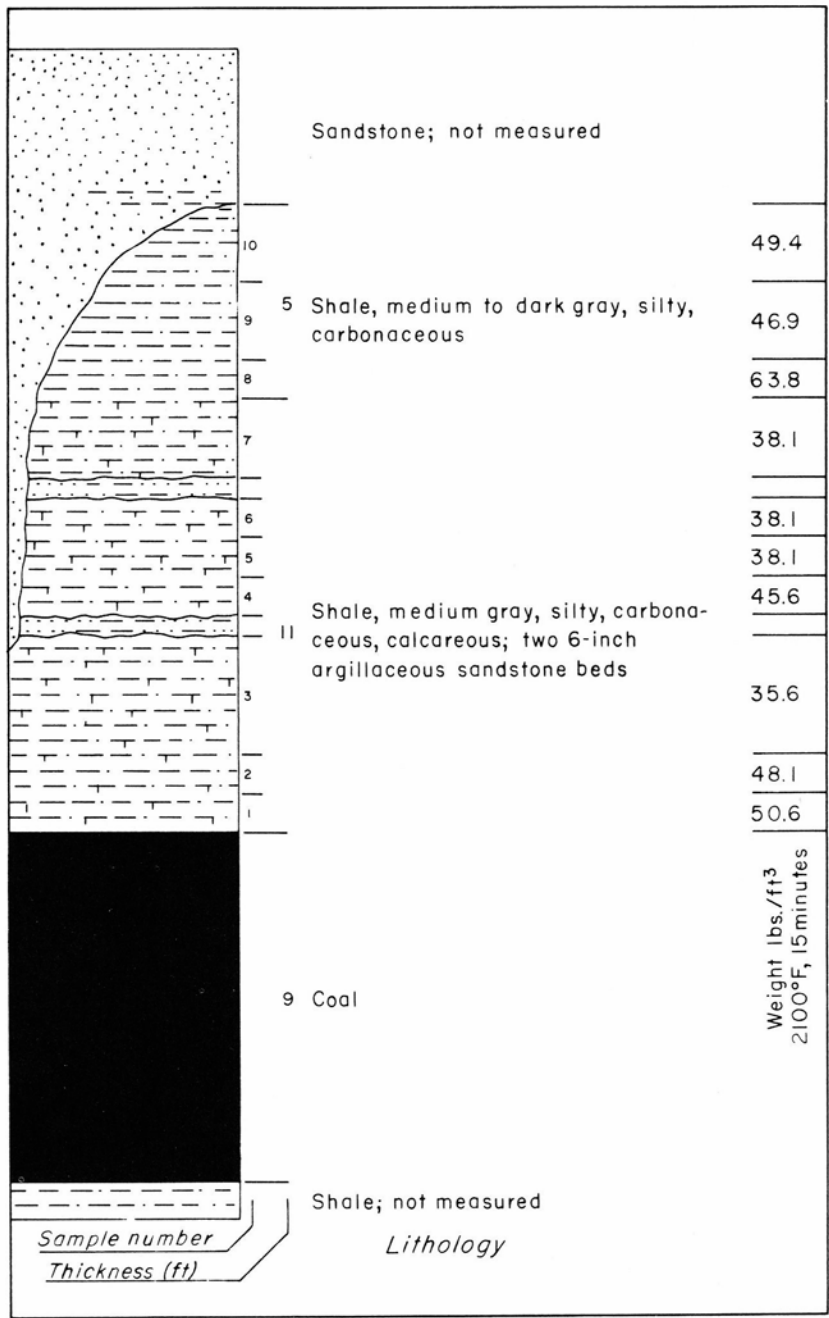 Sandstone; not measured
10
49.4
5 Shale, medium to dark gray, silty,
carbonaceous
9
46.9
8
63.8
7
38.1
6
38.1
5
38.1
4
45.6
11 Shale, medium gray, silty, carbona-
ceous, calcareous; two 6-inch
argillaceous sandstone beds
3
35.6
2
48.1
1
50.6
Weight lbs./ft³
2100°F, 15 minutes
9 Coal
Shale; not measured
Sample number
Thickness (ft)
Lithology